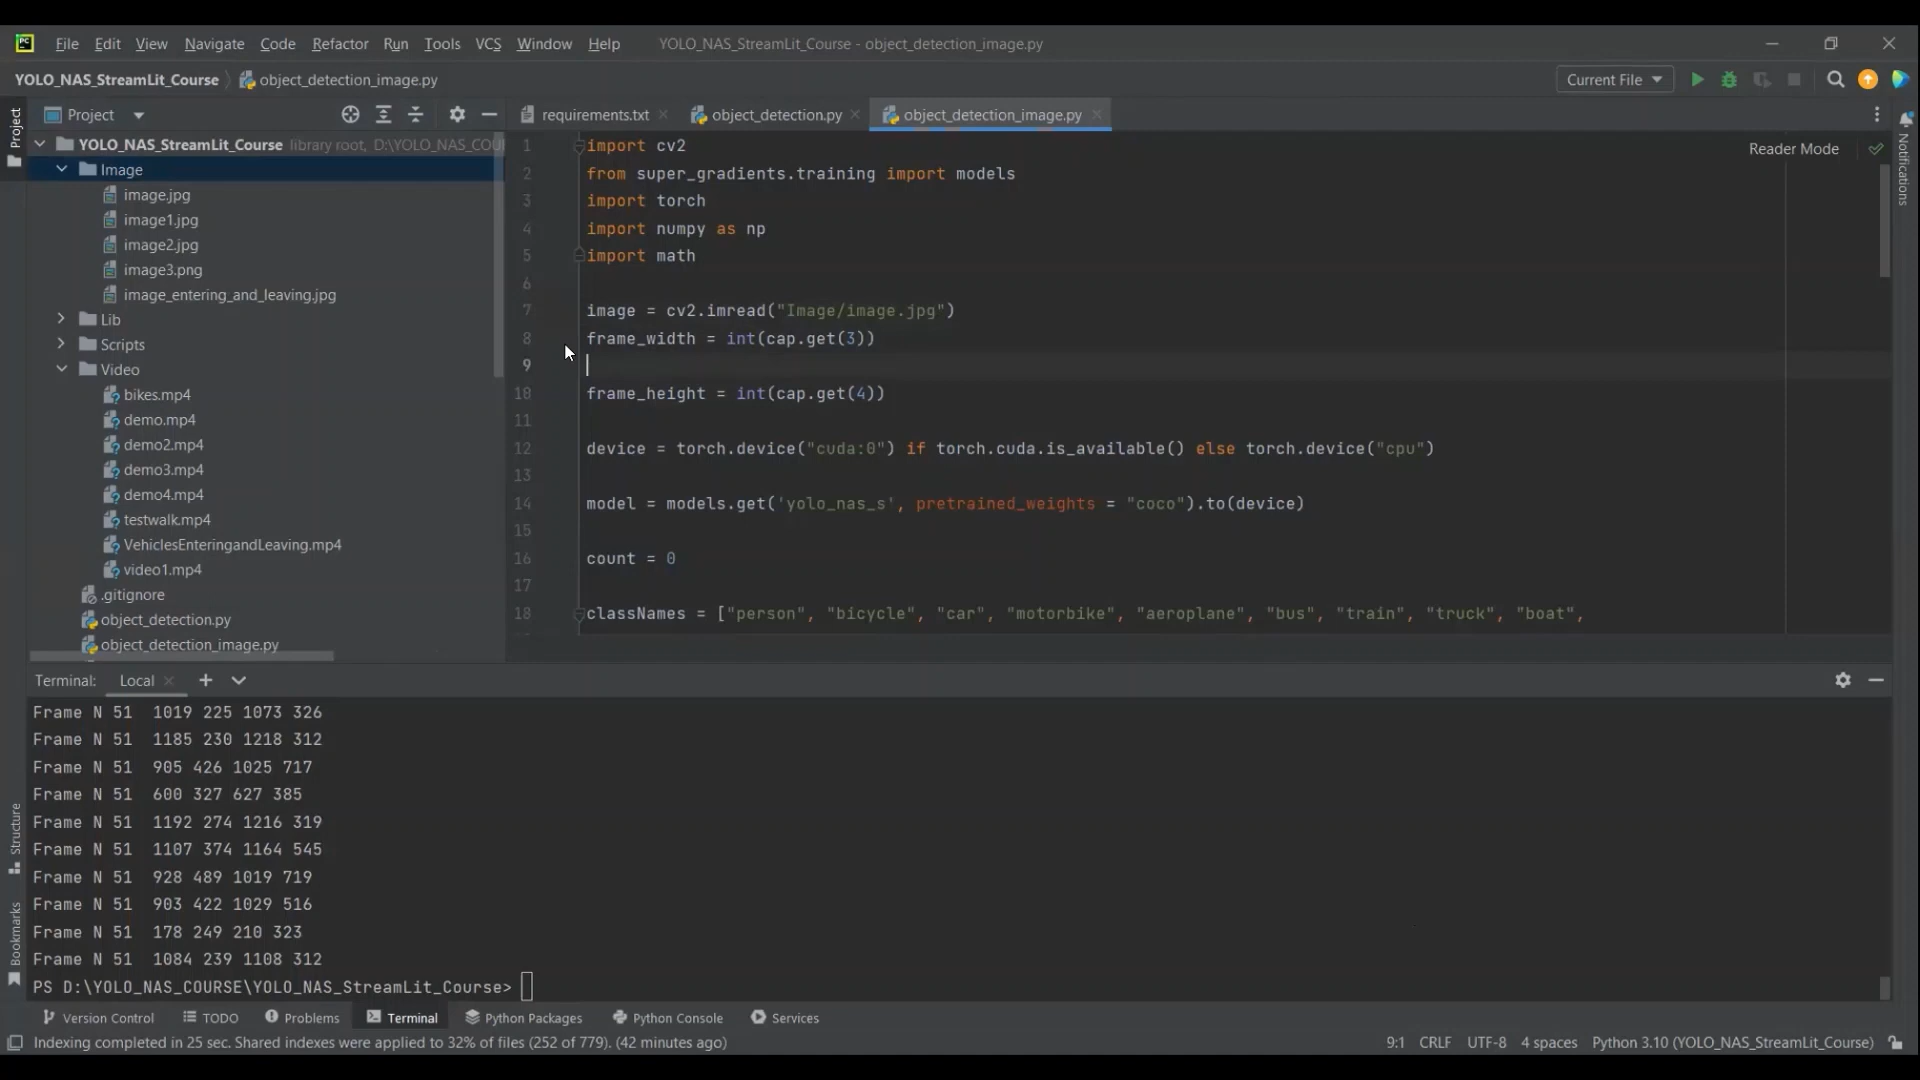 PC File Edit View Navigate Code Refactor Run Tools VCS Window Help YOLO_NAS_StreamLit_Course - object_detection_image.py
YOLO_NAS_StreamLit_Course object_detection_image.py Current File
Project requirements.txt object_detection.py object_detection_image.py
Project
Notifications
Structure
Bookmarks
YOLO_NAS_StreamLit_Course library root, D:\YOLO_NAS_COU
Image
image.jpg
image1.jpg
image2.jpg
image3.png
image_entering_and_leaving.jpg
Lib
Scripts
Video
bikes.mp4
demo.mp4
demo2.mp4
demo3.mp4
demo4.mp4
testwalk.mp4
VehiclesEnteringandLeaving.mp4
video1.mp4
.gitignore
object_detection.py
object_detection_image.py
Reader Mode
1 import cv2
2 from super_gradients.training import models
3 import torch
4 import numpy as np
5 import math
6
7 image = cv2.imread("Image/image.jpg")
8 frame_width = int(cap.get(3))
9
10 frame_height = int(cap.get(4))
11
12 device = torch.device("cuda:0") if torch.cuda.is_available() else torch.device("cpu")
13
14 model = models.get('yolo_nas_s', pretrained_weights = "coco").to(device)
15
16 count = 0
17
18 classNames = ["person", "bicycle", "car", "motorbike", "aeroplane", "bus", "train", "truck", "boat",
Terminal: Local
Frame N 51 1019 225 1073 326
Frame N 51 1185 230 1218 312
Frame N 51 905 426 1025 717
Frame N 51 600 327 627 385
Frame N 51 1192 274 1216 319
Frame N 51 1107 374 1164 545
Frame N 51 928 489 1019 719
Frame N 51 903 422 1029 516
Frame N 51 178 249 210 323
Frame N 51 1084 239 1108 312
PS D:\YOLO_NAS_COURSE\YOLO_NAS_StreamLit_Course>
Version Control TODO Problems Terminal Python Packages Python Console Services
Indexing completed in 25 sec. Shared indexes were applied to 32% of files (252 of 779). (42 minutes ago) 9:1 CRLF UTF-8 4 spaces Python 3.10 (YOLO_NAS_StreamLit_Course)